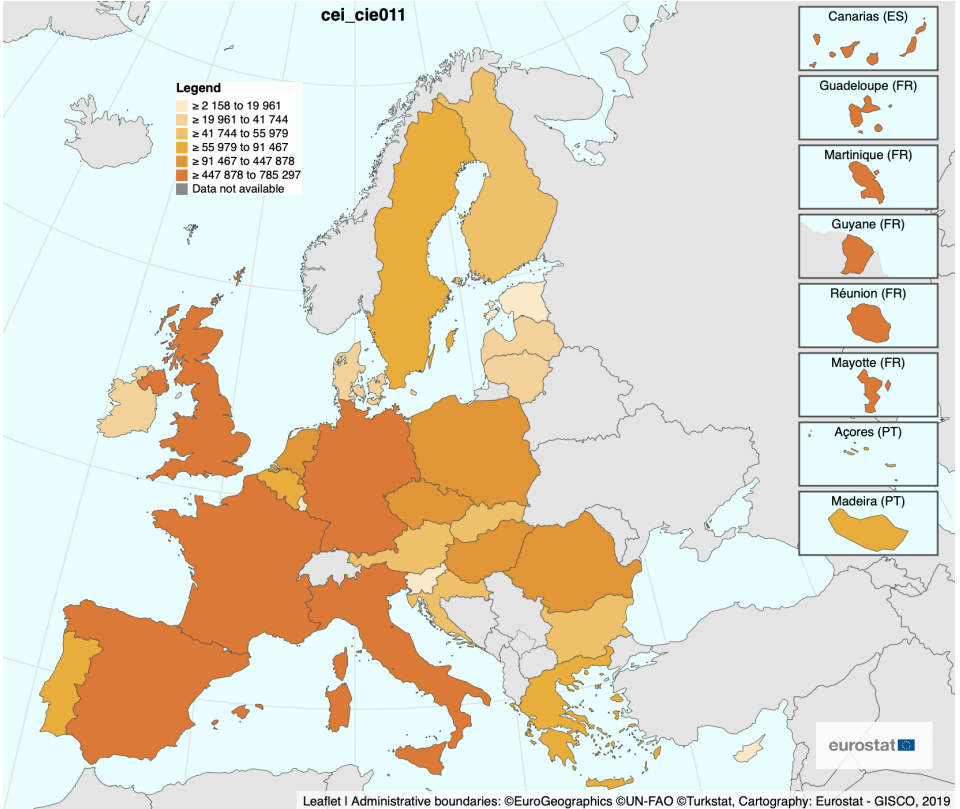 cei_cie011
Legend
≥ 2 158 to 19 961
≥ 19 961 to 41 744
≥ 41 744 to 55 979
≥ 55 979 to 91 467
≥ 91 467 to 447 878
≥ 447 878 to 785 297
Data not available
Canarias (ES)
Guadeloupe (FR)
Martinique (FR)
Guyane (FR)
Réunion (FR)
Mayotte (FR)
Açores (PT)
Madeira (PT)
eurostat
Leaflet | Administrative boundaries: ©EuroGeographics ©UN-FAO ©Turkstat, Cartography: Eurostat - GISCO, 2019